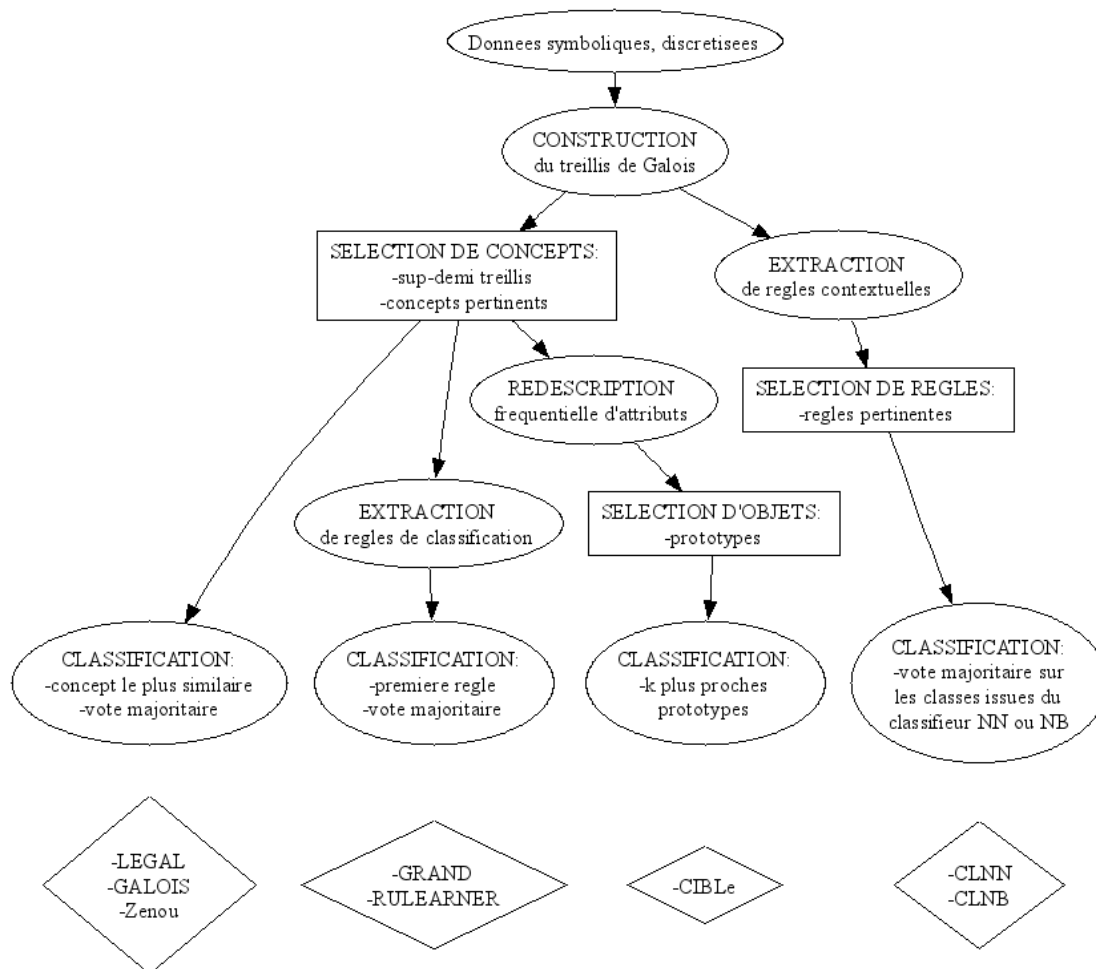 Donnees symboliques, discretisees
CONSTRUCTION
du treillis de Galois
SELECTION DE CONCEPTS:
-sup-demi treillis
-concepts pertinents
EXTRACTION
de regles contextuelles
REDESCRIPTION
frequentielle d'attributs
SELECTION DE REGLES:
-regles pertinentes
EXTRACTION
de regles de classification
SELECTION D'OBJETS:
-prototypes
CLASSIFICATION:
-concept le plus similaire
-vote majoritaire
CLASSIFICATION:
-premiere regle
-vote majoritaire
CLASSIFICATION:
-k plus proches
prototypes
CLASSIFICATION:
-vote majoritaire sur
les classes issues du
classifieur NN ou NB
-LEGAL
-GALOIS
-Zenou
-GRAND
-RULEARNER
-CIBLe
-CLNN
-CLNB